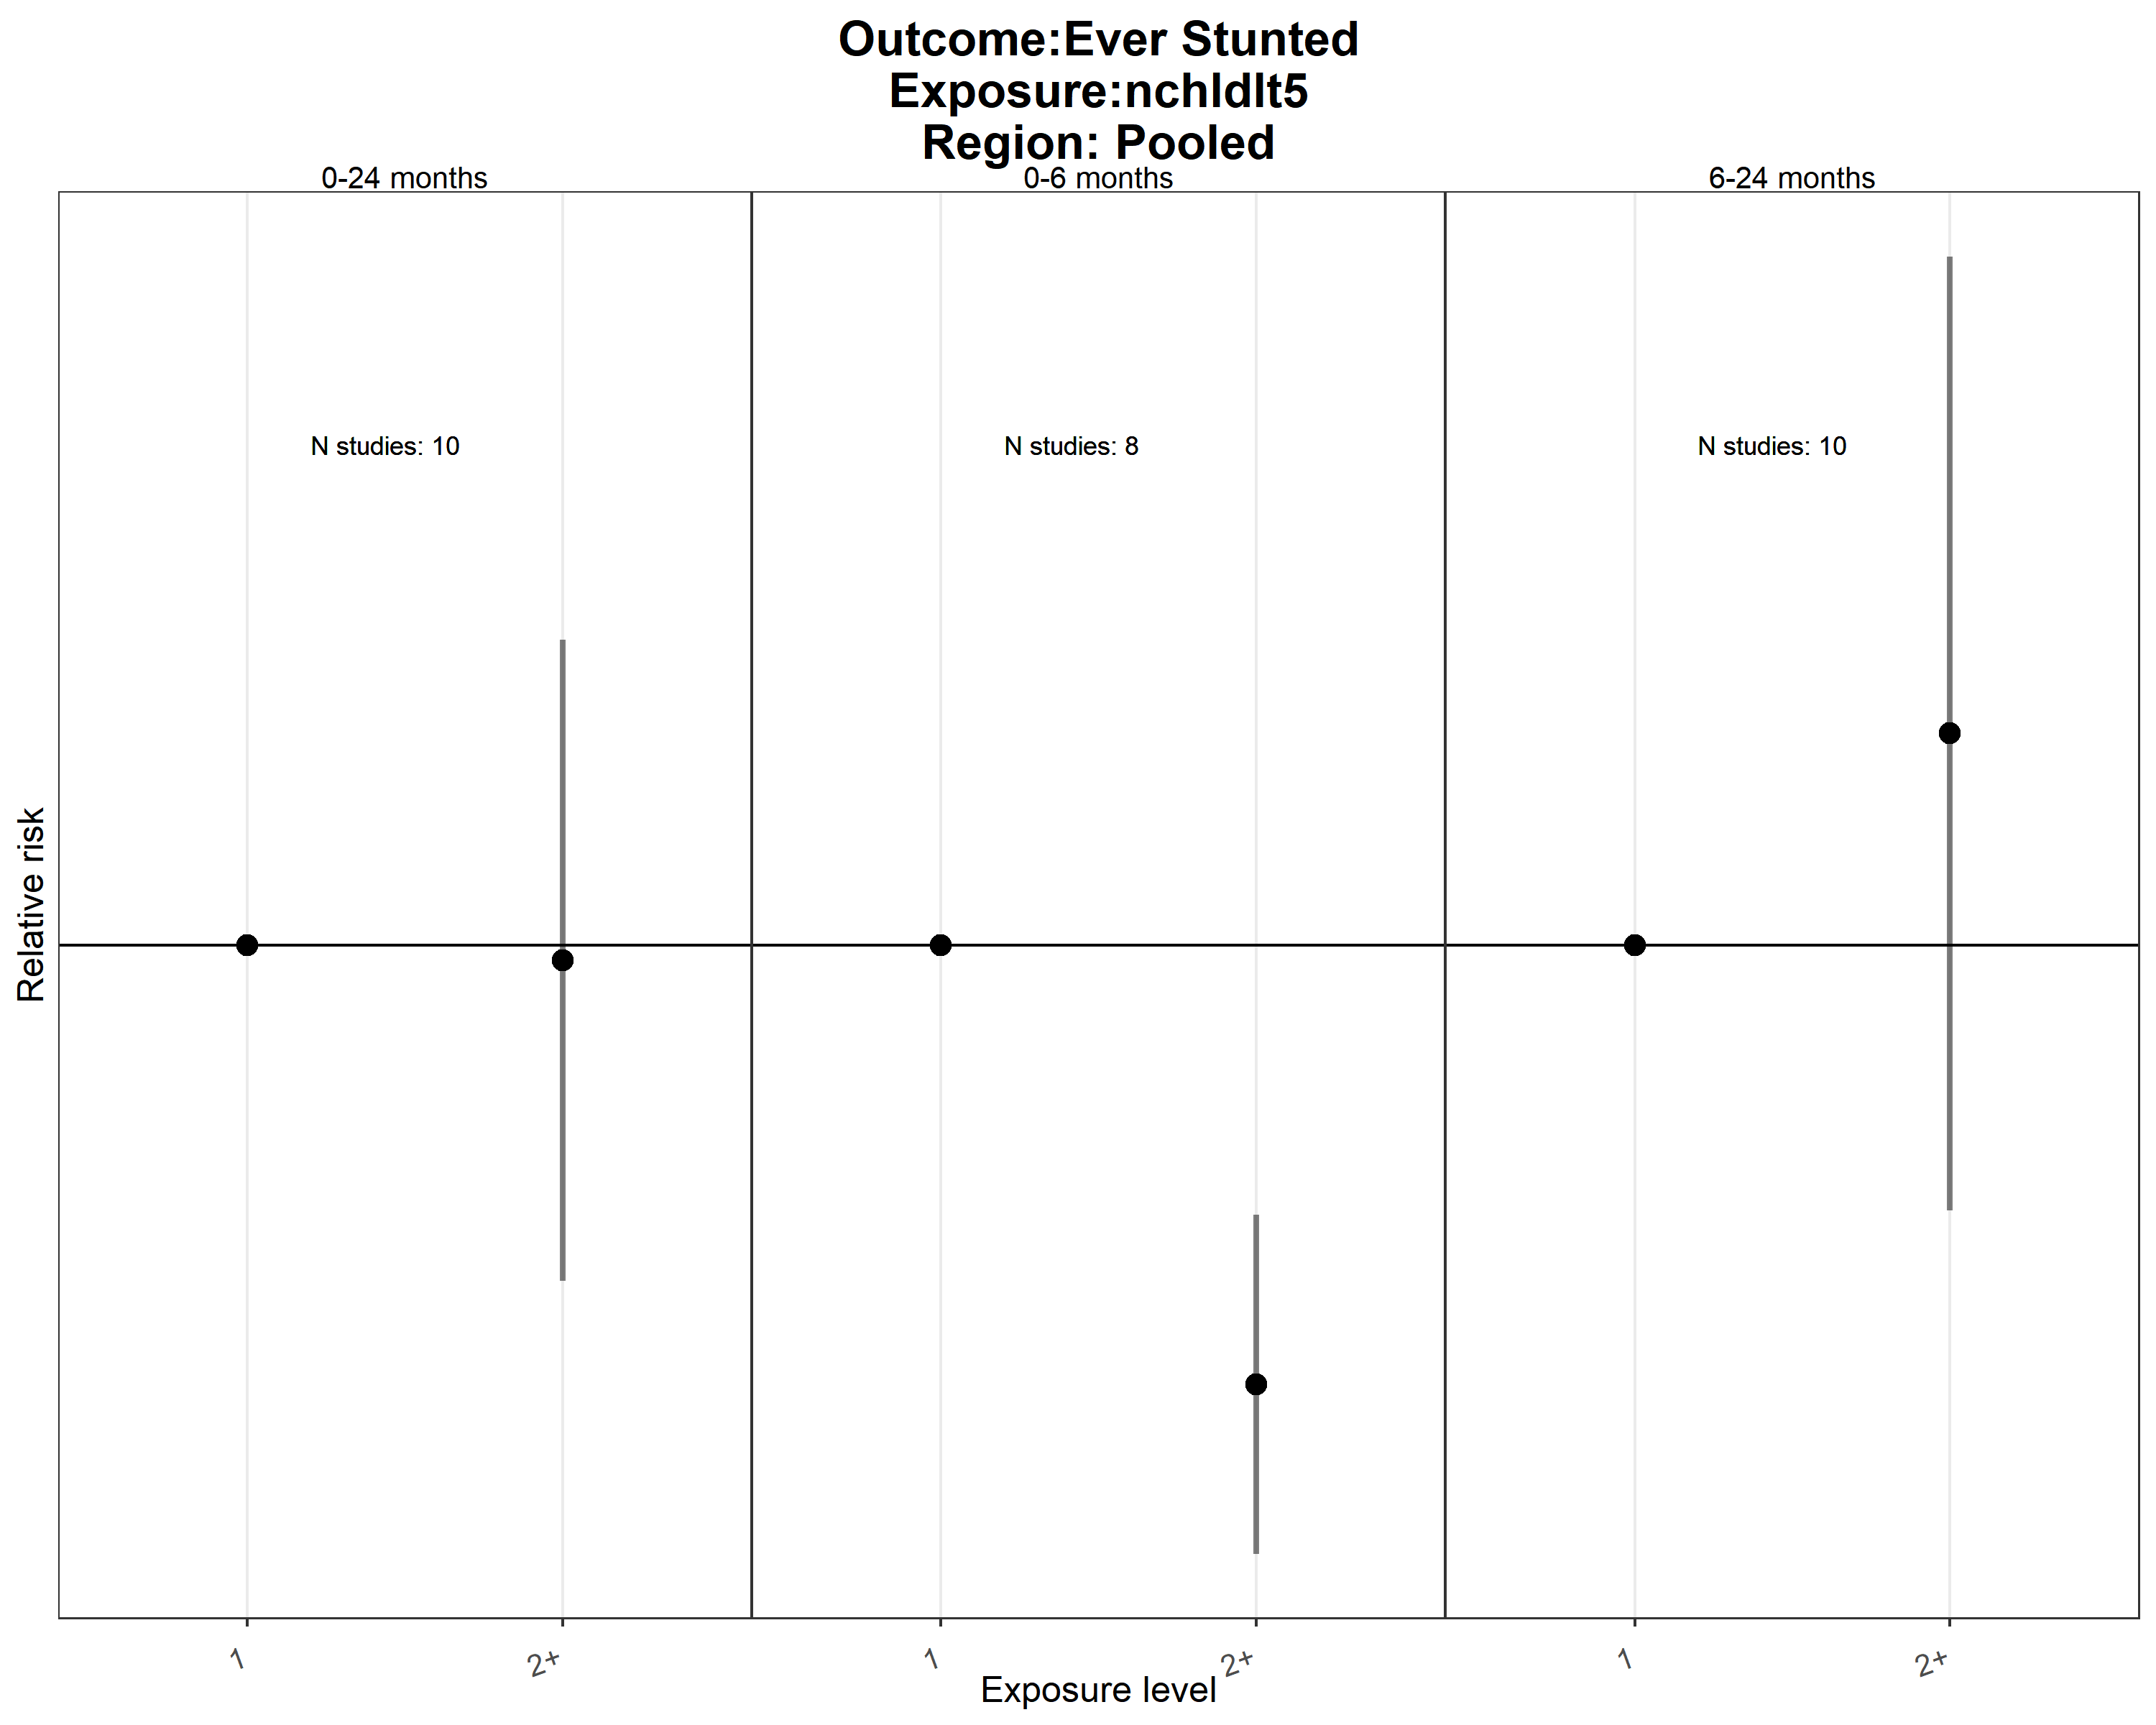 Outcome:Ever Stunted
Exposure:nchldlt5
Region: Pooled
0-24 months
0-6 months
6-24 months
N studies: 10
N studies: 8
N studies: 10
Relative risk
1
2+
1
2+
1
2+
Exposure level